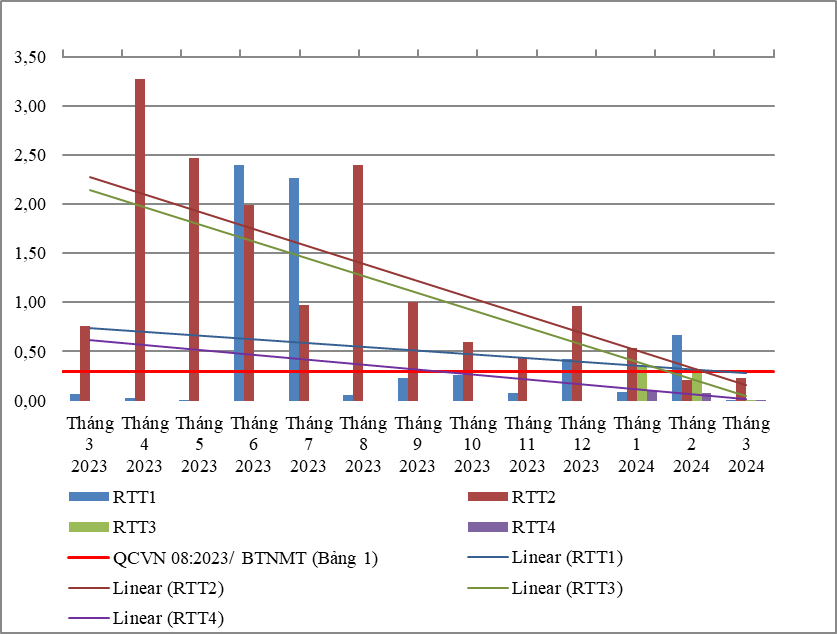 3,50
3,00
2,50
2,00
1,50
1,00
0,50
0,00
Tháng Tháng Tháng Tháng Tháng Tháng Tháng Tháng Tháng Tháng Tháng Tháng Tháng
3 4 5 6 7 8 9 10 11 12 1 2 3
2023 2023 2023 2023 2023 2023 2023 2023 2023 2023 2024 2024 2024
RTT1 RTT2
RTT3 RTT4
QCVN 08:2023/ BTNMT (Bảng 1) Linear (RTT1)
Linear (RTT2) Linear (RTT3)
Linear (RTT4)